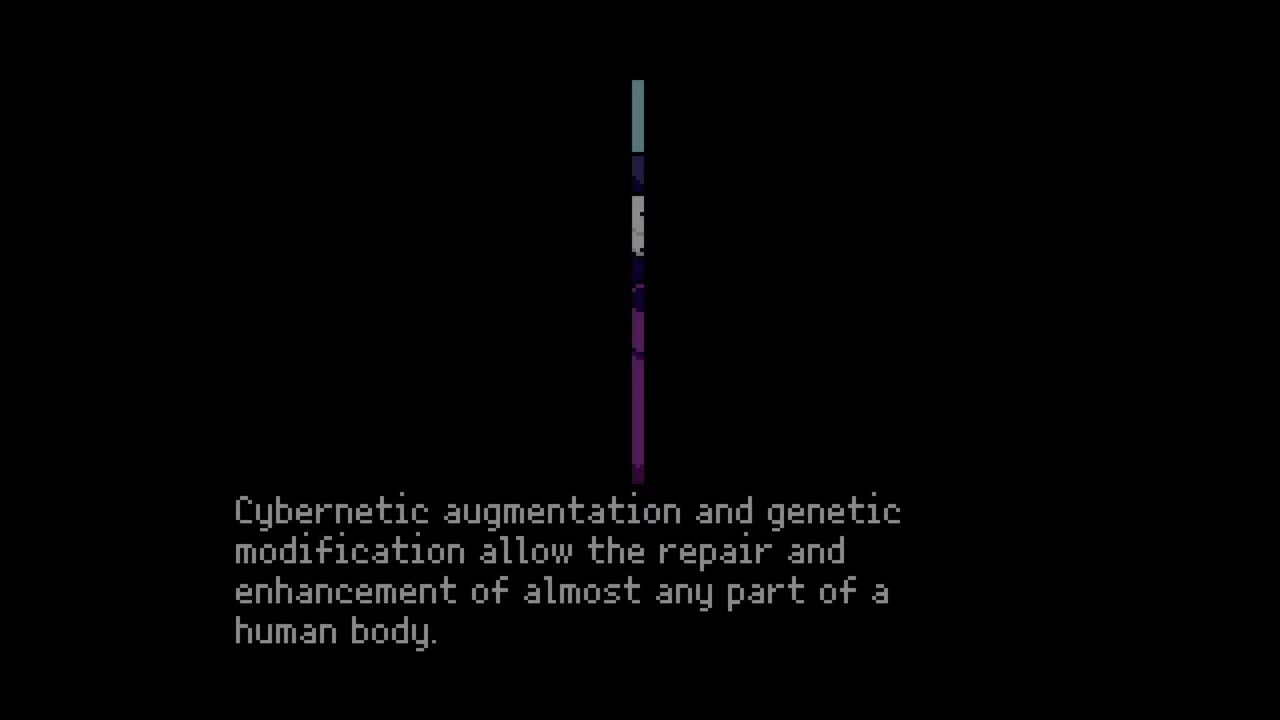 Cybernetic augmentation and genetic
modification allow the repair and
enhancement of almost any part of a
human body.